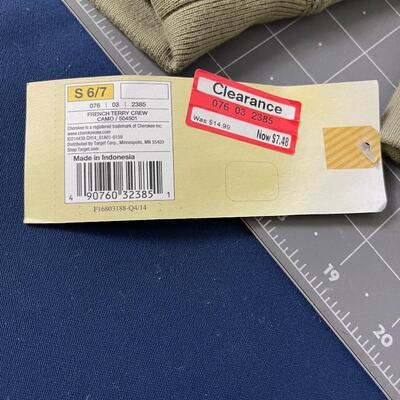 S 6/7
076 | 03 | 2385
FRENCH TERRY CREW
CAMO / 504501
Cherokee is a registered trademark of Cherokee Inc.
www.cherokeeusa.com
Distributed by Target Corp., Minneapolis, MN 55403
Shop Target.com
Made in Indonesia
4 90760 32385 1
F16803188-Q4/14
Clearance
076 03 2385
Was $14.99
Now $7.48
19
20